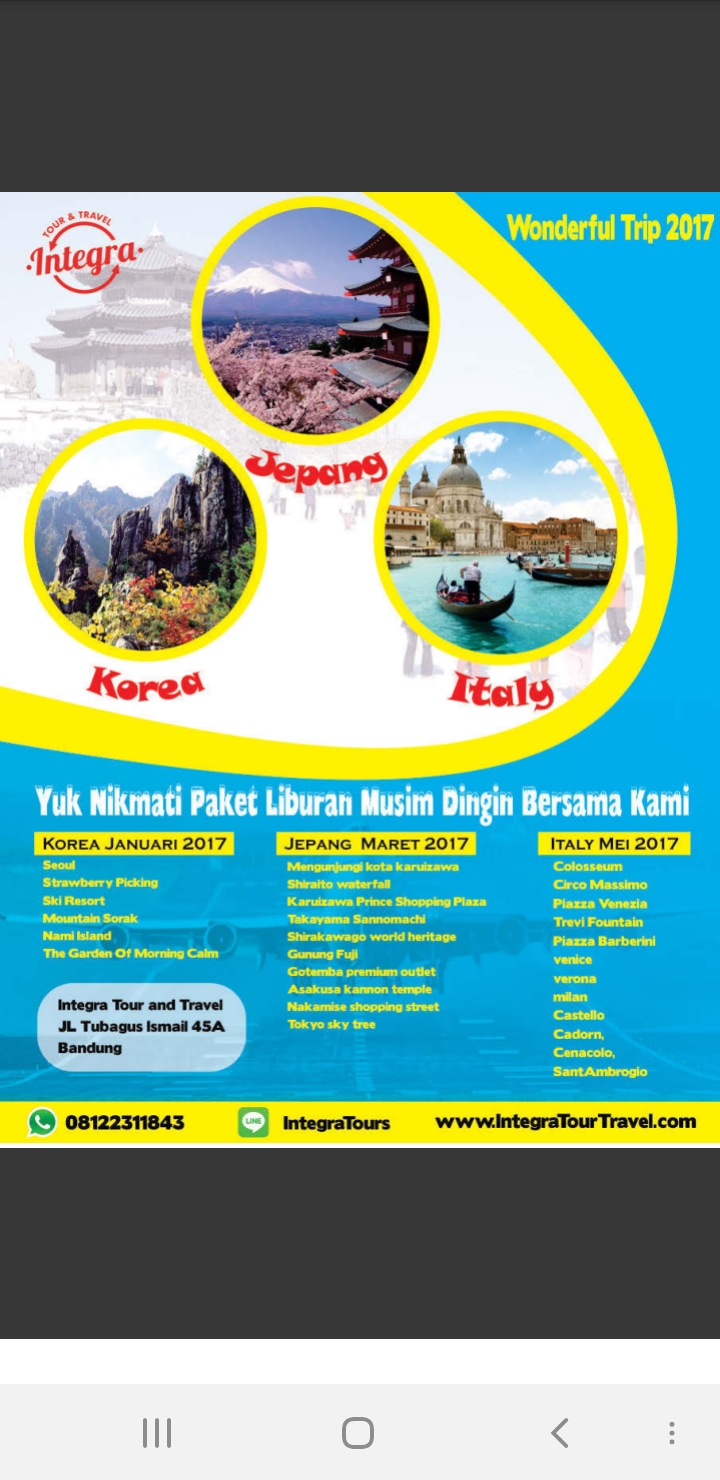 TOUR & TRAVEL
Integra
Wonderful Trip 2017
Jepang
Korea
Italy
Yuk Nikmati Paket Liburan Musim Dingin Bersama Kami
KOREA JANUARI 2017
Seoul
Strawberry Picking
Ski Resort
Mountain Sorak
Nami Island
The Garden Of Morning Calm
JEPANG MARET 2017
Mengunjungi kota karuizawa
Shiraito waterfall
Karuizawa Prince Shopping Plaza
Takayama Sannomachi
Shirakawago world heritage
Gunung Fuji
Gotemba premium outlet
Asakusa kannon temple
Nakamise shopping street
Tokyo sky tree
ITALY MEI 2017
Colosseum
Circo Massimo
Piazza Venezia
Trevi Fountain
Piazza Barberini
venice
verona
milan
Castello
Cadorn,
Cenacolo,
SantAmbrogio
Integra Tour and Travel
JL Tubagus Ismail 45A
Bandung
08122311843
LINE
IntegraTours
www.IntegraTourTravel.com